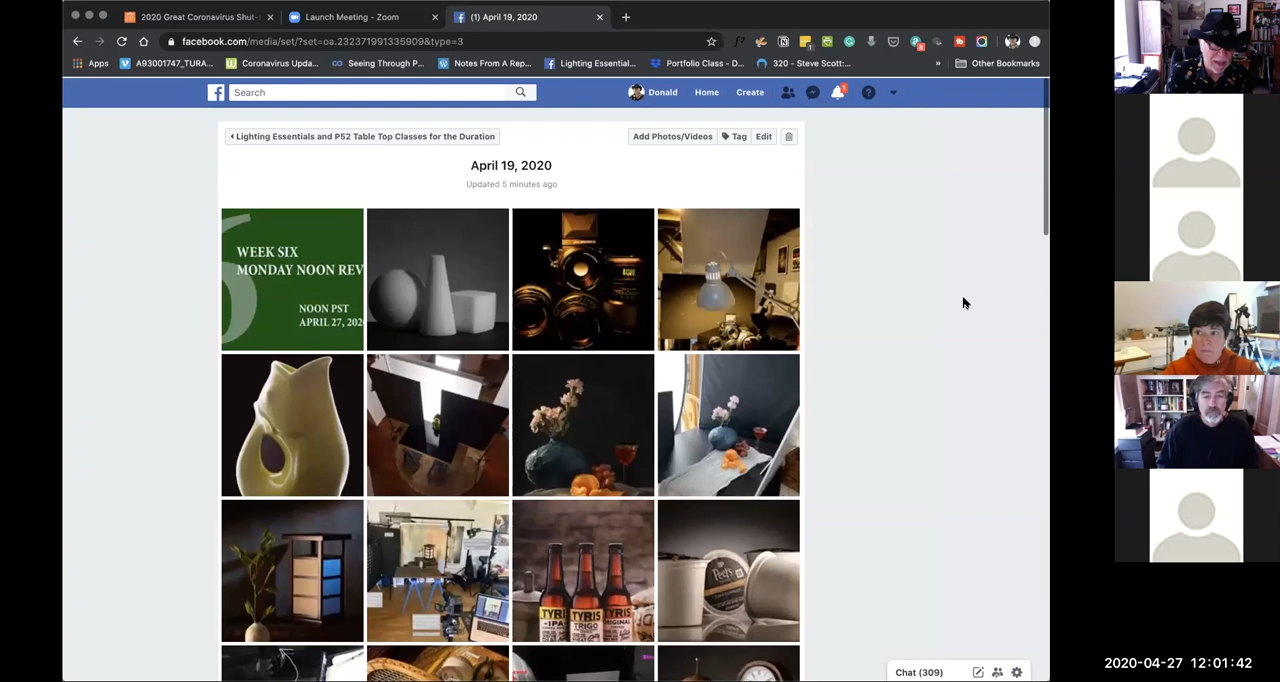 2020 Great Coronavirus Shut-
Launch Meeting - Zoom
(1) April 19, 2020
facebook.com/media/set/?set=oa.232371991335909&type=3
Apps
A93001747_TURA...
Coronavirus Upda...
Seeing Through P...
Notes From A Rep...
Lighting Essential...
Portfolio Class - D...
320 - Steve Scott:...
»
Other Bookmarks
Search
Donald
Home
Create
1
Lighting Essentials and P52 Table Top Classes for the Duration
Add Photos/Videos
Tag
Edit
April 19, 2020
Updated 5 minutes ago
WEEK SIX
MONDAY NOON REV
NOON PST
APRIL 27, 202
6
TYRIS
IPA
TYRIS
TRIGO
TYRIS
ORIGINAL
Peet's
Chat (309)
2020-04-27 12:01:42